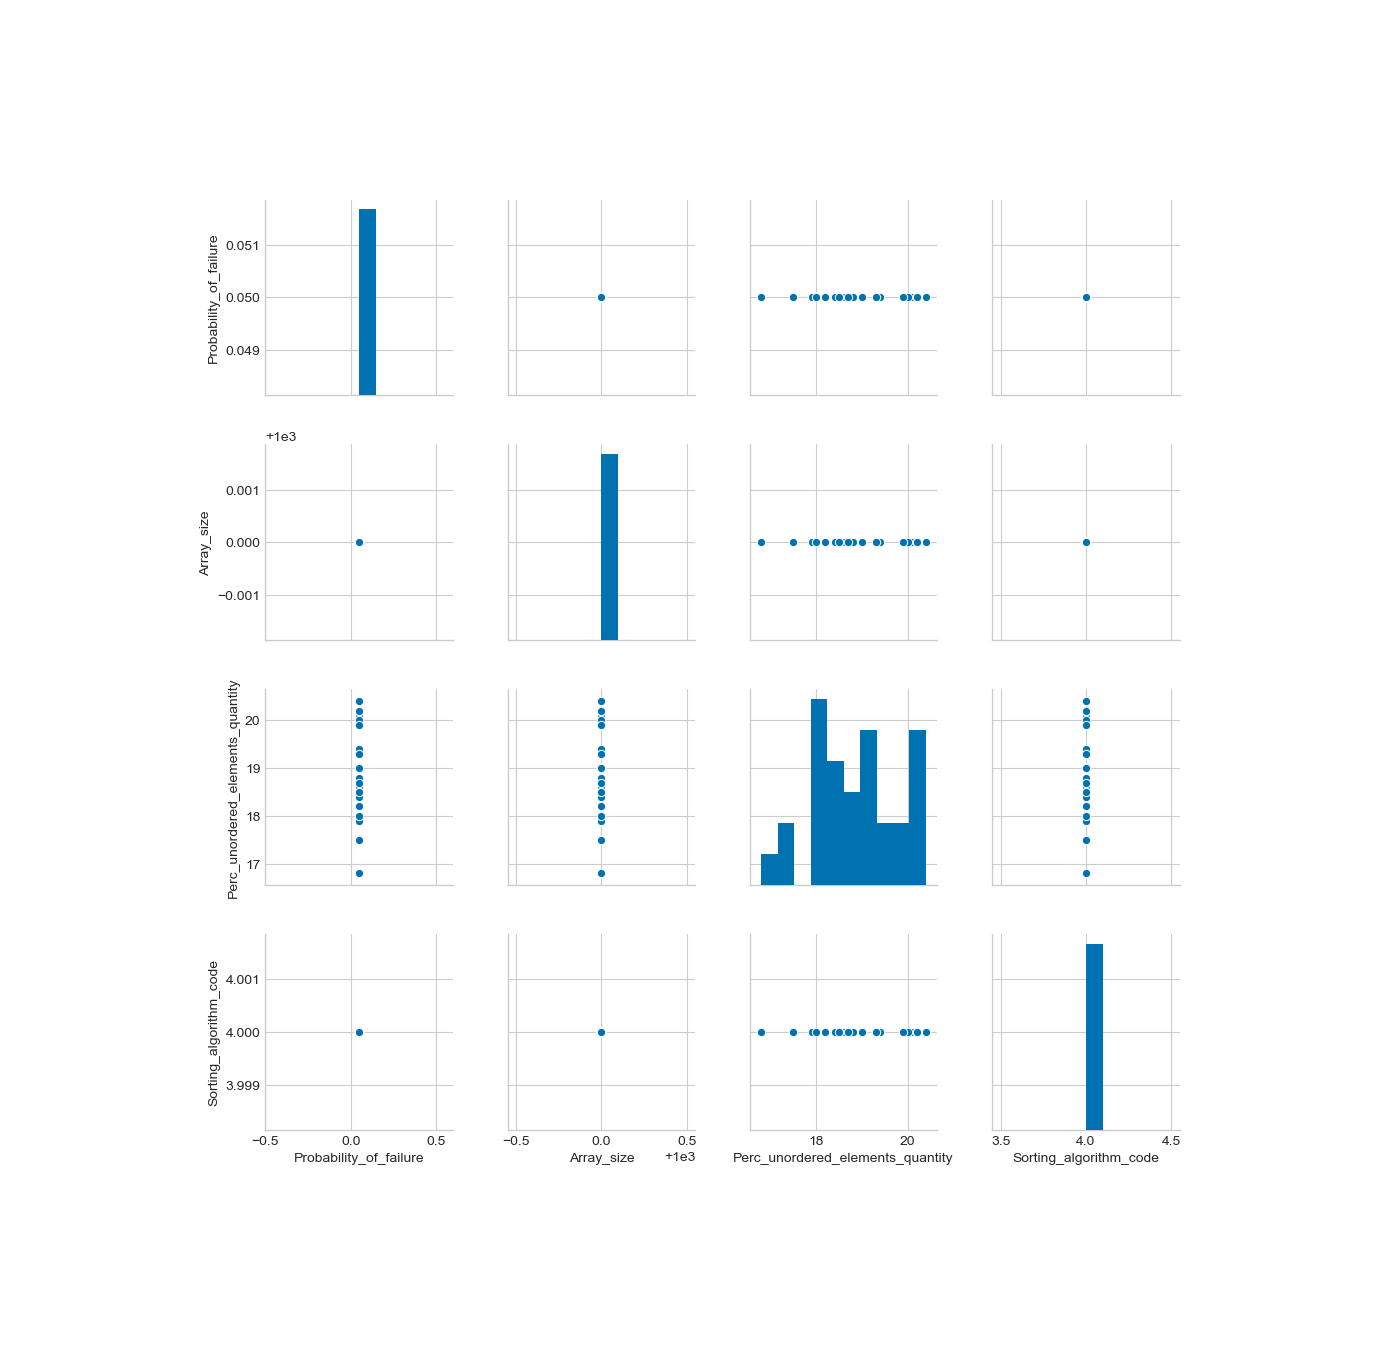 Probability_of_failure
0.051
0.050
0.049
+1e3
Array_size
0.001
0.000
−0.001
Perc_unordered_elements_quantity
20
19
18
17
Sorting_algorithm_code
4.001
4.000
3.999
−0.5 0.0 0.5
−0.5 0.0 0.5
18 20
3.5 4.0 4.5
+1e3
Probability_of_failure
Array_size
Perc_unordered_elements_quantity
Sorting_algorithm_code